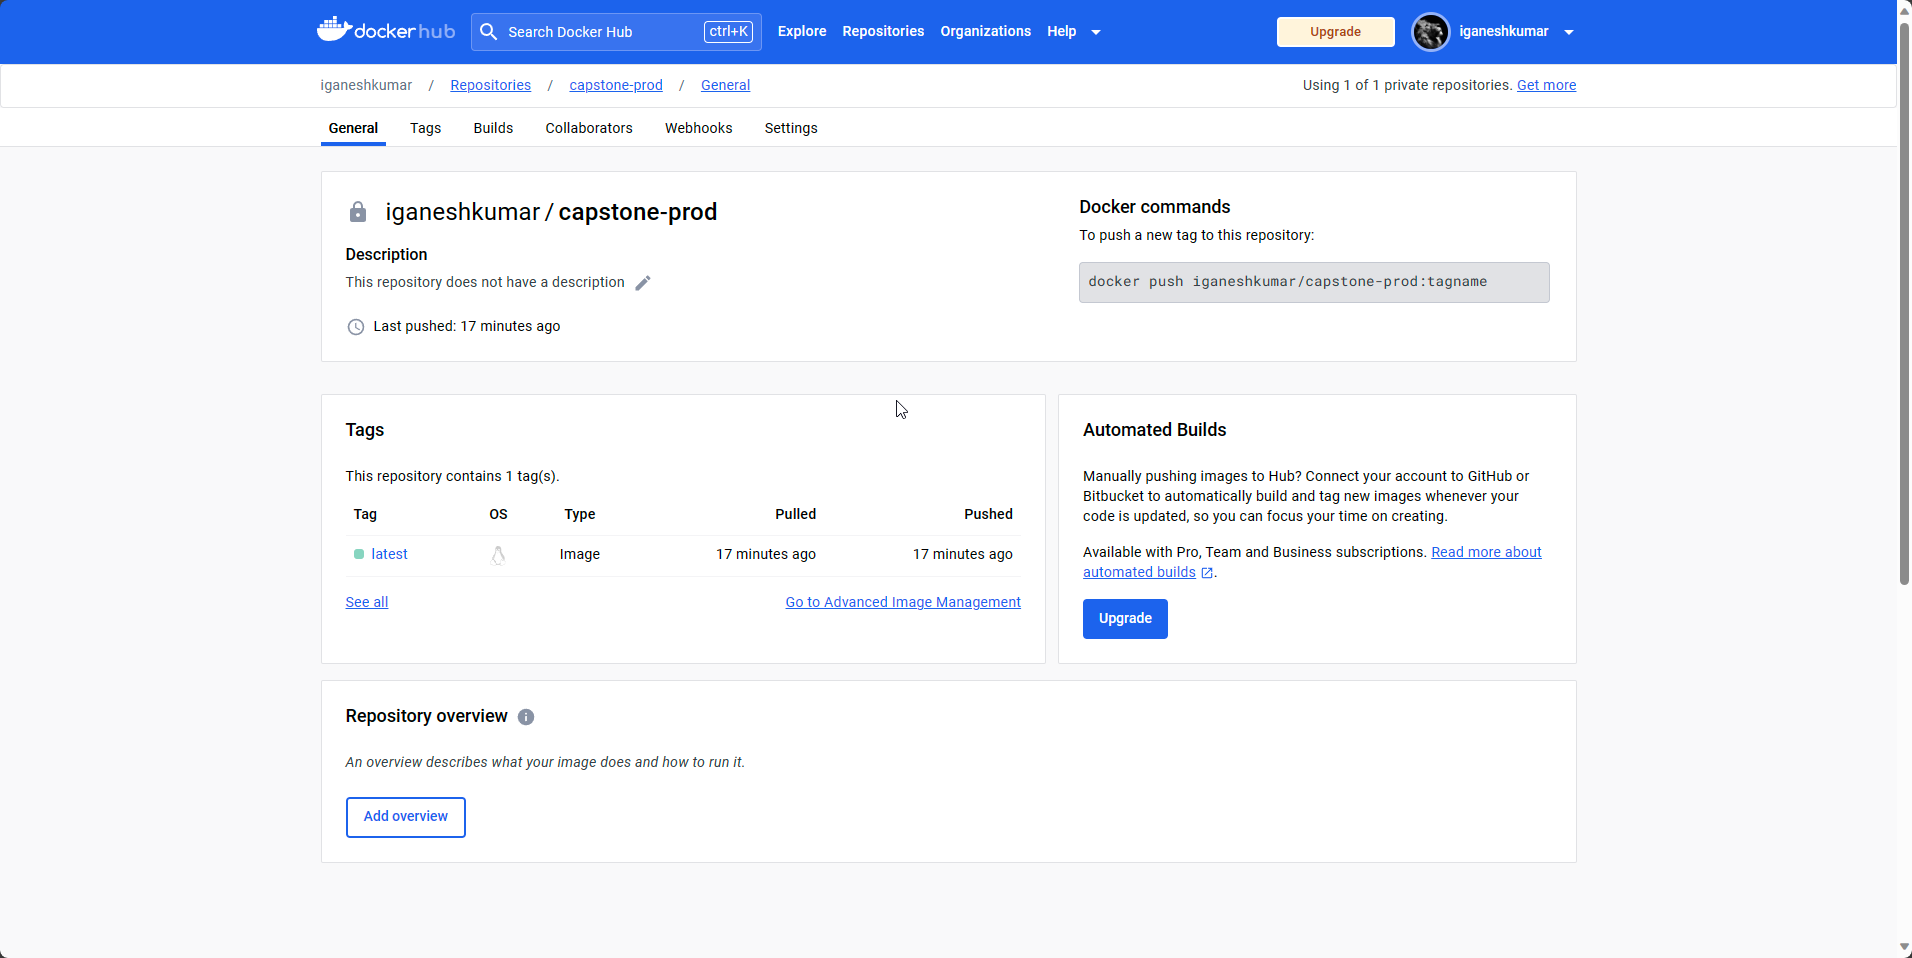 docker hub Search Docker Hub ctrl+K Explore Repositories Organizations Help Upgrade iganeshkumar
iganeshkumar / Repositories / capstone-prod / General Using 1 of 1 private repositories. Get more
General Tags Builds Collaborators Webhooks Settings
iganeshkumar / capstone-prod
Description
This repository does not have a description
Last pushed: 17 minutes ago
Docker commands
To push a new tag to this repository:
docker push iganeshkumar/capstone-prod:tagname
Tags
This repository contains 1 tag(s).
Tag OS Type Pulled Pushed
latest Image 17 minutes ago 17 minutes ago
See all Go to Advanced Image Management
Automated Builds
Manually pushing images to Hub? Connect your account to GitHub or
Bitbucket to automatically build and tag new images whenever your
code is updated, so you can focus your time on creating.
Available with Pro, Team and Business subscriptions. Read more about
automated builds .
Upgrade
Repository overview
An overview describes what your image does and how to run it.
Add overview